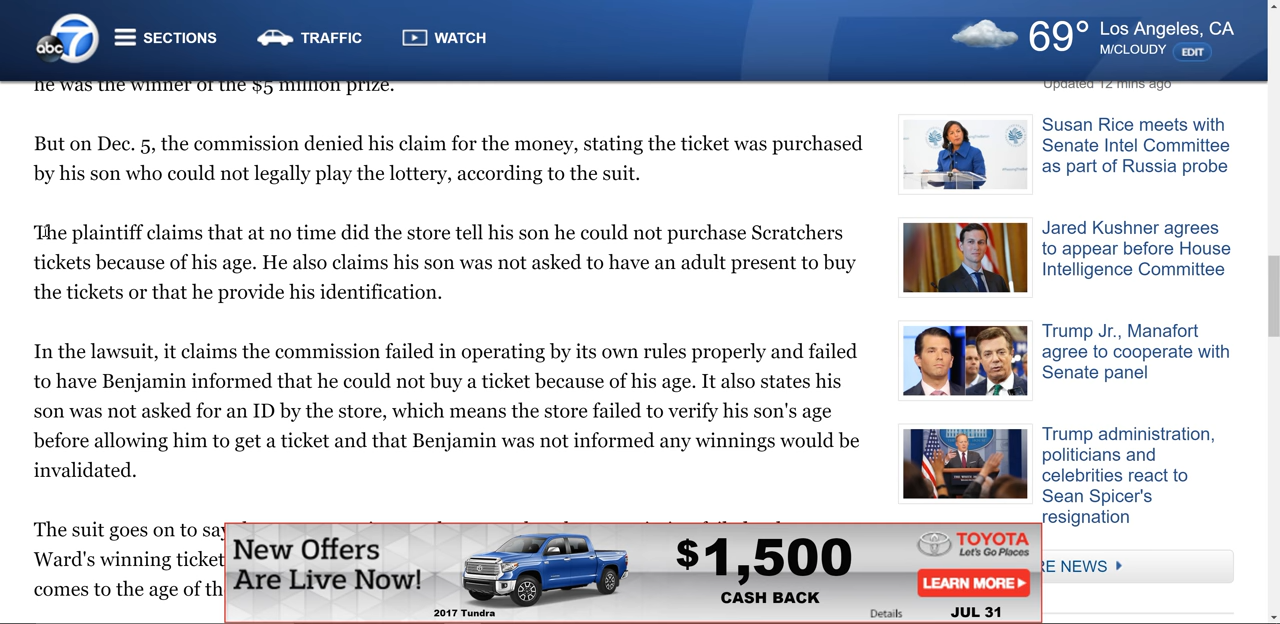 abc 7
SECTIONS
TRAFFIC
WATCH
69°
Los Angeles, CA
M/CLOUDY
EDIT
he was the winner of the $5 million prize.
But on Dec. 5, the commission denied his claim for the money, stating the ticket was purchased
by his son who could not legally play the lottery, according to the suit.
The plaintiff claims that at no time did the store tell his son he could not purchase Scratchers
tickets because of his age. He also claims his son was not asked to have an adult present to buy
the tickets or that he provide his identification.
In the lawsuit, it claims the commission failed in operating by its own rules properly and failed
to have Benjamin informed that he could not buy a ticket because of his age. It also states his
son was not asked for an ID by the store, which means the store failed to verify his son's age
before allowing him to get a ticket and that Benjamin was not informed any winnings would be
invalidated.
The suit goes on to say
Ward's winning ticket
comes to the age of th
Updated 12 mins ago
Susan Rice meets with
Senate Intel Committee
as part of Russia probe
Jared Kushner agrees
to appear before House
Intelligence Committee
Trump Jr., Manafort
agree to cooperate with
Senate panel
Trump administration,
politicians and
celebrities react to
Sean Spicer's
resignation
RE NEWS
New Offers
Are Live Now!
2017 Tundra
$1,500
CASH BACK
Details
TOYOTA
Let's Go Places
LEARN MORE
JUL 31